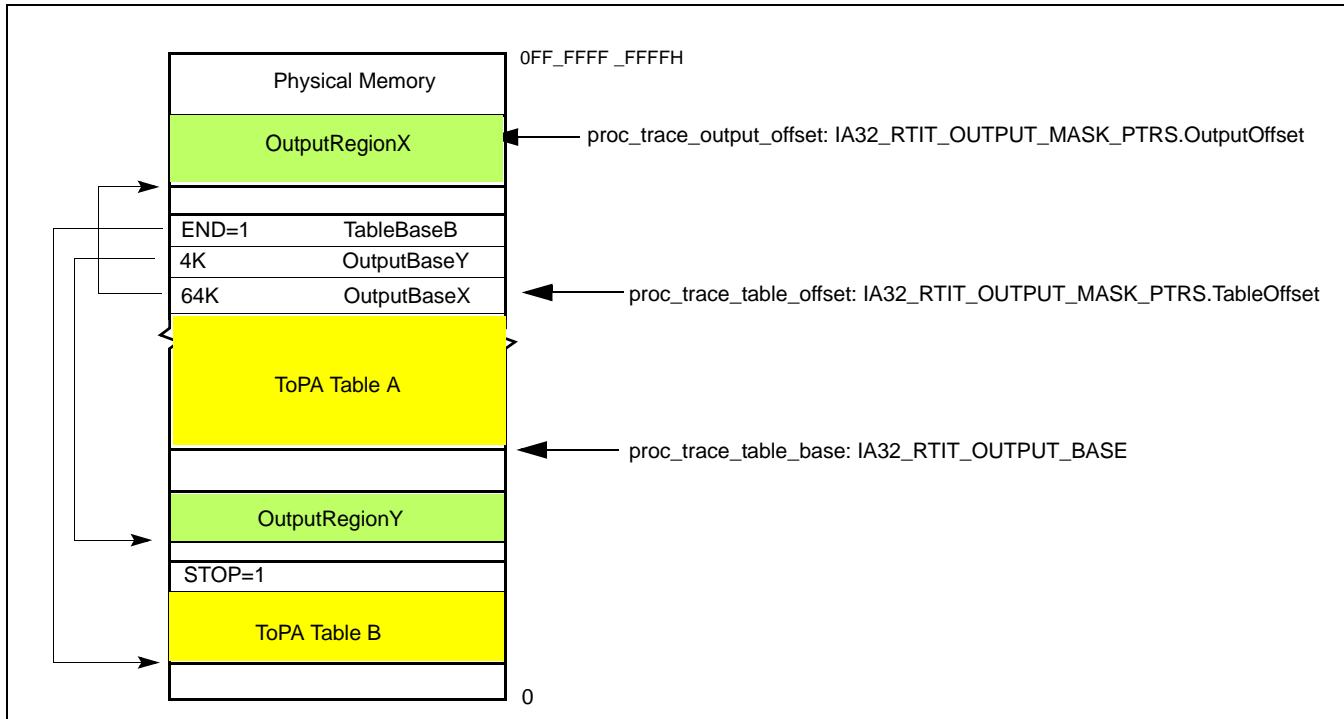 0FF_FFFF _FFFFH
Physical Memory
OutputRegionX
proc_trace_output_offset: IA32_RTIT_OUTPUT_MASK_PTRS.OutputOffset
END=1 TableBaseB
4K OutputBaseY
64K OutputBaseX
proc_trace_table_offset: IA32_RTIT_OUTPUT_MASK_PTRS.TableOffset
ToPA Table A
proc_trace_table_base: IA32_RTIT_OUTPUT_BASE
OutputRegionY
STOP=1
ToPA Table B
0